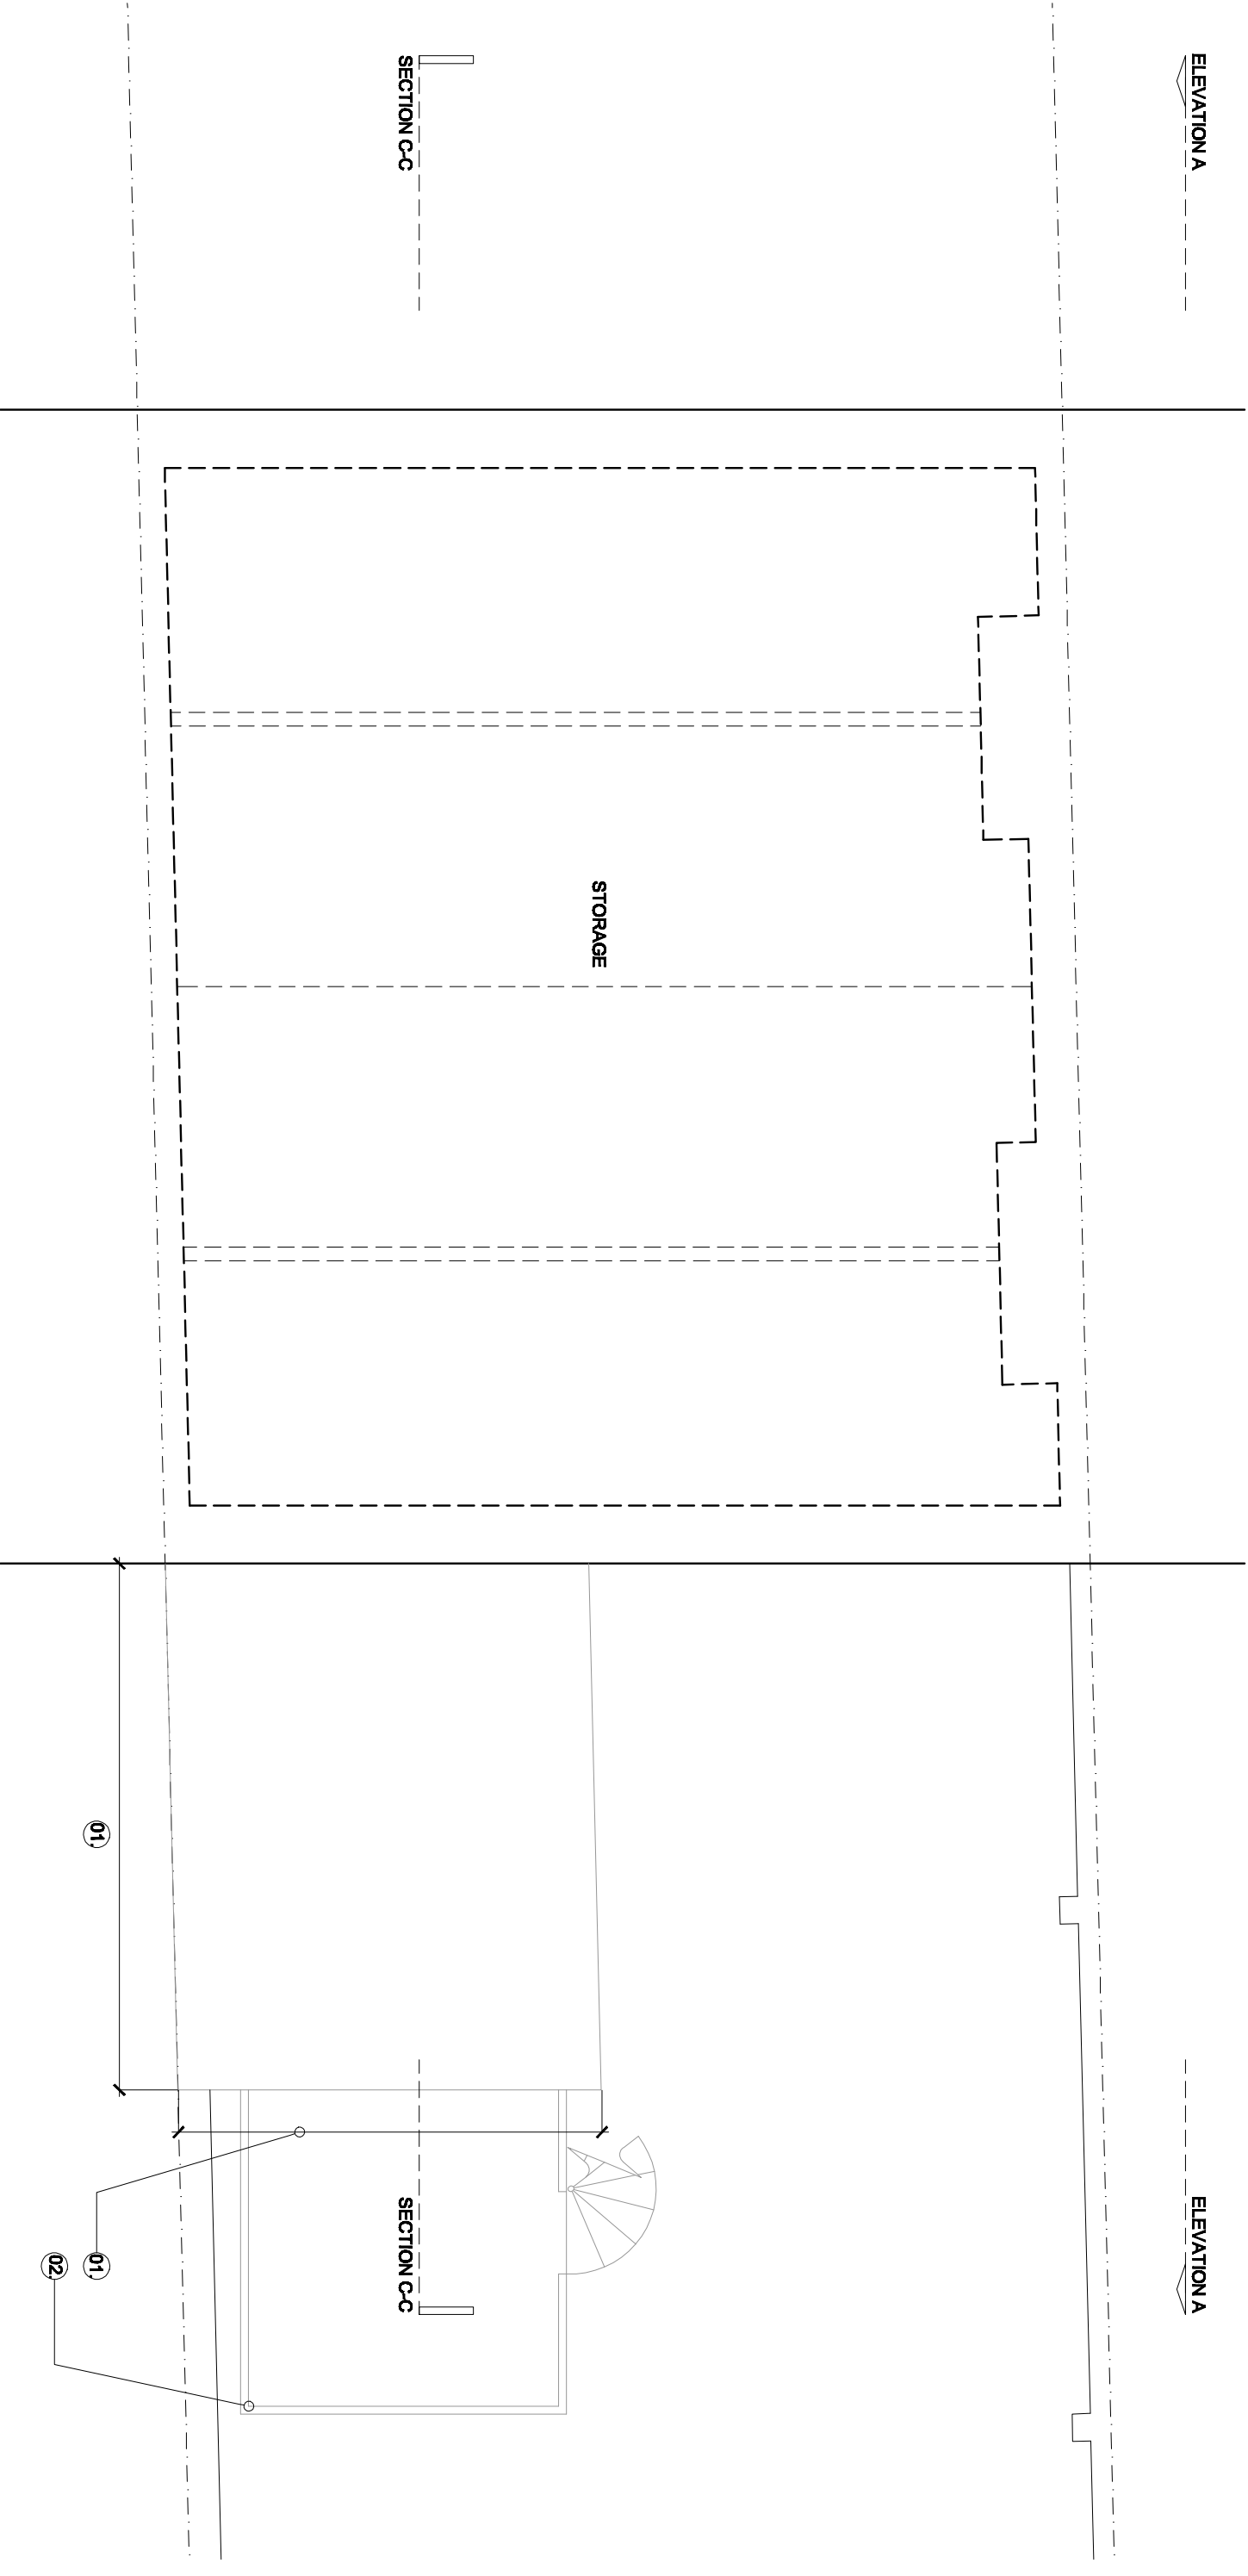 ELEVATION A
SECTION C-C
STORAGE
01.
ELEVATION A
SECTION C-C
01.
02.